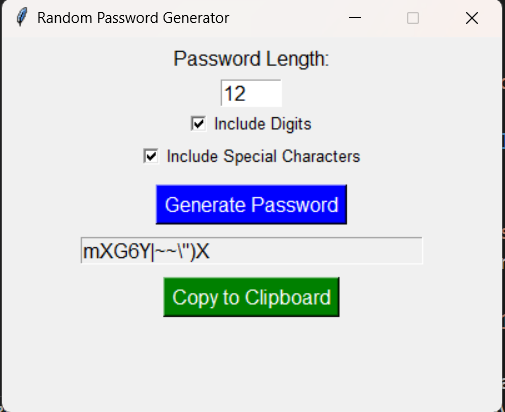 Random Password Generator
Password Length:
12
Include Digits
Include Special Characters
Generate Password
mXG6Y|~~\")X
Copy to Clipboard